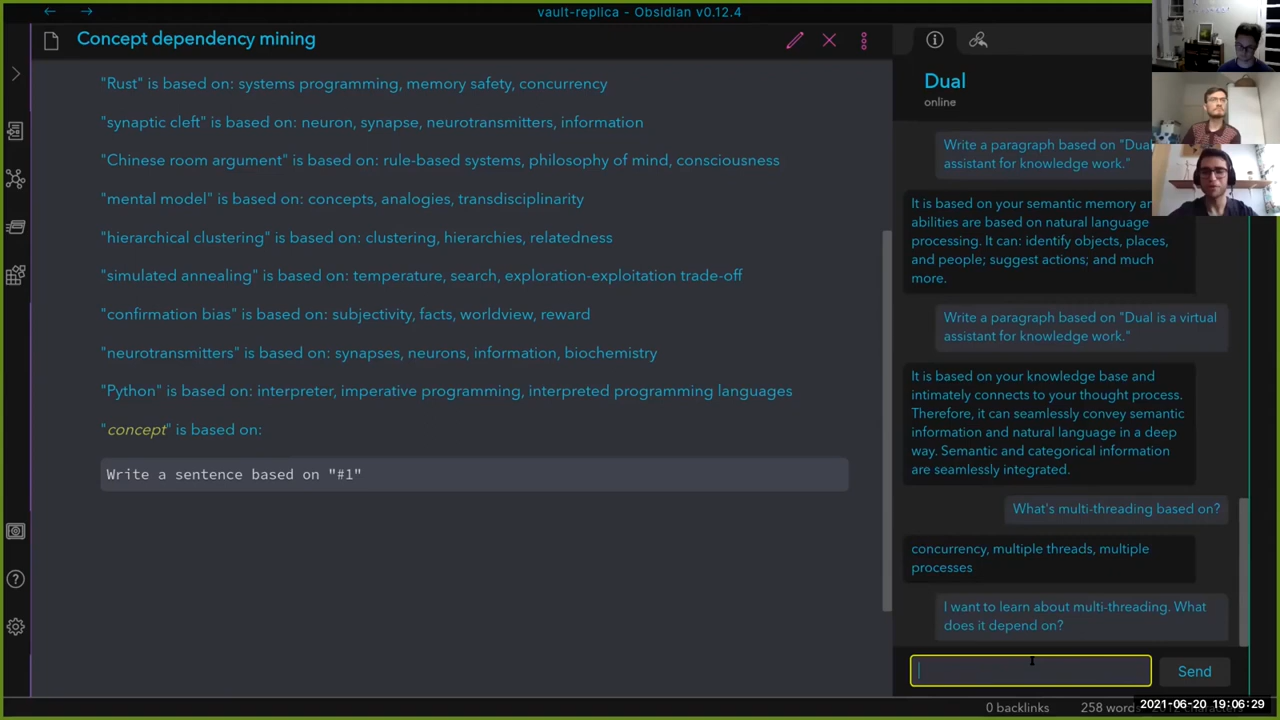 vault-replica - Obsidian v0.12.4
Concept dependency mining
"Rust" is based on: systems programming, memory safety, concurrency
"synaptic cleft" is based on: neuron, synapse, neurotransmitters, information
"Chinese room argument" is based on: rule-based systems, philosophy of mind, consciousness
"mental model" is based on: concepts, analogies, transdisciplinarity
"hierarchical clustering" is based on: clustering, hierarchies, relatedness
"simulated annealing" is based on: temperature, search, exploration-exploitation trade-off
"confirmation bias" is based on: subjectivity, facts, worldview, reward
"neurotransmitters" is based on: synapses, neurons, information, biochemistry
"Python" is based on: interpreter, imperative programming, interpreted programming languages
"concept" is based on:
Write a sentence based on "#1"
Dual
online
Write a paragraph based on "Dual
assistant for knowledge work."
It is based on your semantic memory
abilities are based on natural language
processing. It can: identify objects, places,
and people; suggest actions; and much
more.
Write a paragraph based on "Dual is a virtual
assistant for knowledge work."
It is based on your knowledge base and
intimately connects to your thought process.
Therefore, it can seamlessly convey semantic
information and natural language in a deep
way. Semantic and categorical information
are seamlessly integrated.
What's multi-threading based on?
concurrency, multiple threads, multiple
processes
I want to learn about multi-threading. What
does it depend on?
Send
0 backlinks
258 words
2021-06-20 19:06:29